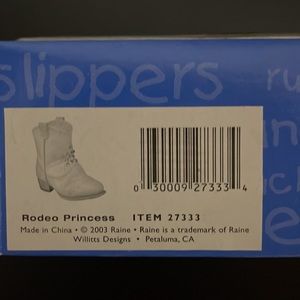 slippers ru
0 30009 27333 4
Rodeo Princess ITEM 27333
Made in China • © 2003 Raine • Raine is a trademark of Raine
Willitts Designs • Petaluma, CA